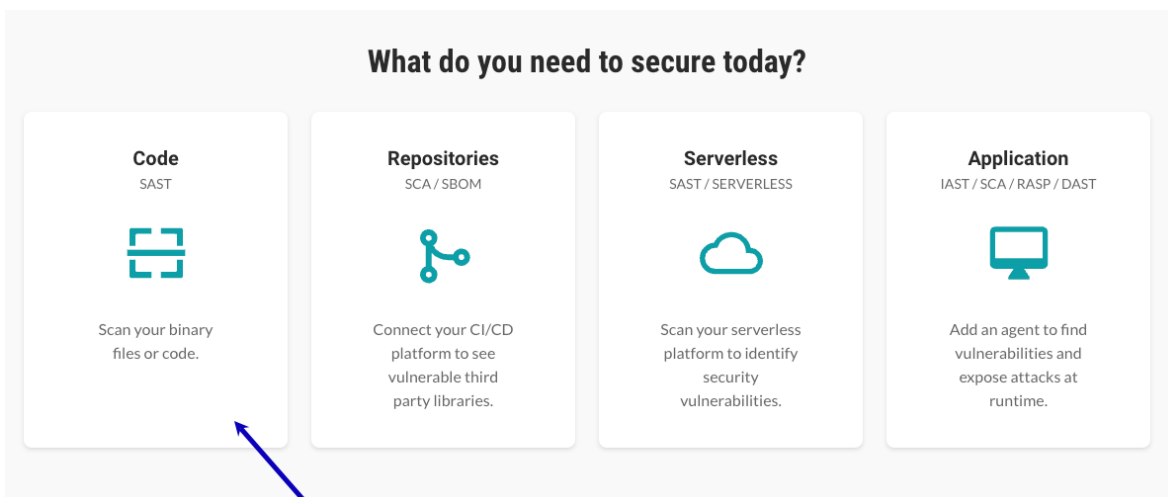 What do you need to secure today?
Code
SAST
Scan your binary
files or code.
Repositories
SCA / SBOM
Connect your CI/CD
platform to see
vulnerable third
party libraries.
Serverless
SAST / SERVERLESS
Scan your serverless
platform to identify
security
vulnerabilities.
Application
IAST / SCA / RASP / DAST
Add an agent to find
vulnerabilities and
expose attacks at
runtime.